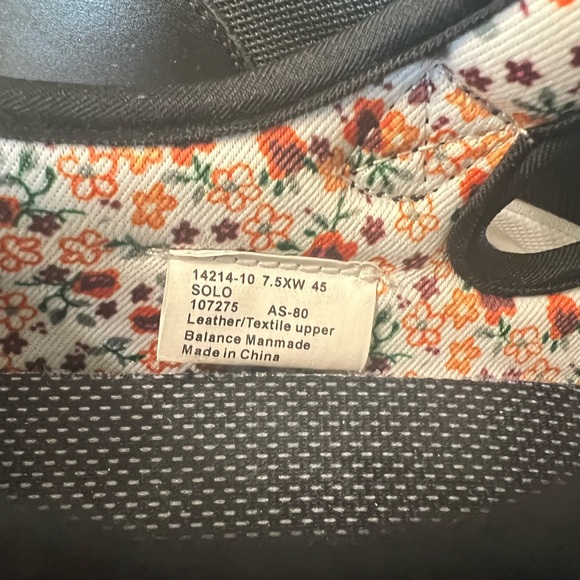 14214-10 7.5XW 45
SOLO
107275 AS-80
Leather/Textile upper
Balance Manmade
Made in China